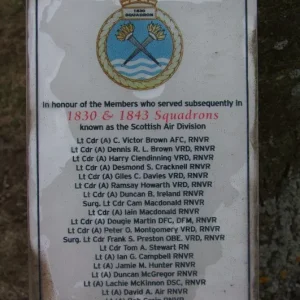 1830
SQUADRON
In honour of the Members who served subsequently in
1830 & 1843 Squadrons
known as the Scottish Air Division
Lt Cdr (A) C. Victor Brown AFC, RNVR
Lt Cdr (A) Dennis R. L. Brown VRD, RNVR
Lt Cdr (A) Harry Clendinning VRD, RNVR
Lt Cdr (A) Desmond S. Cracknell RNVR
Lt Cdr (A) Giles C. Davies VRD, RNVR
Lt Cdr (A) Ramsay Howarth VRD, RNVR
Lt Cdr (A) Duncan B. Ireland RNVR
Surg. Lt Cdr Cam Macdonald RNVR
Lt Cdr (A) Iain Macdonald RNVR
Lt Cdr (A) Dougie Martin DFC, DFM, RNVR
Lt Cdr (A) Peter O. Montgomery VRD, RNVR
Surg. Lt Cdr Frank S. Preston OBE, VRD, RNVR
Lt Cdr Tom A. Stewart RN
Lt (A) Ian G. Campbell RNVR
Lt (A) Jamie M. Hunter RNVR
Lt (A) Duncan McGregor RNVR
Lt (A) Lachie McKinnon DSC, RNVR
Lt (A) David A. Air RNVR
RNVR